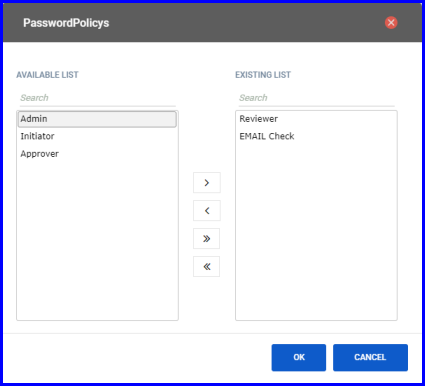 PasswordPolicys
AVAILABLE LIST
Search
Admin
Initiator
Approver
EXISTING LIST
Search
Reviewer
EMAIL Check
OK
CANCEL